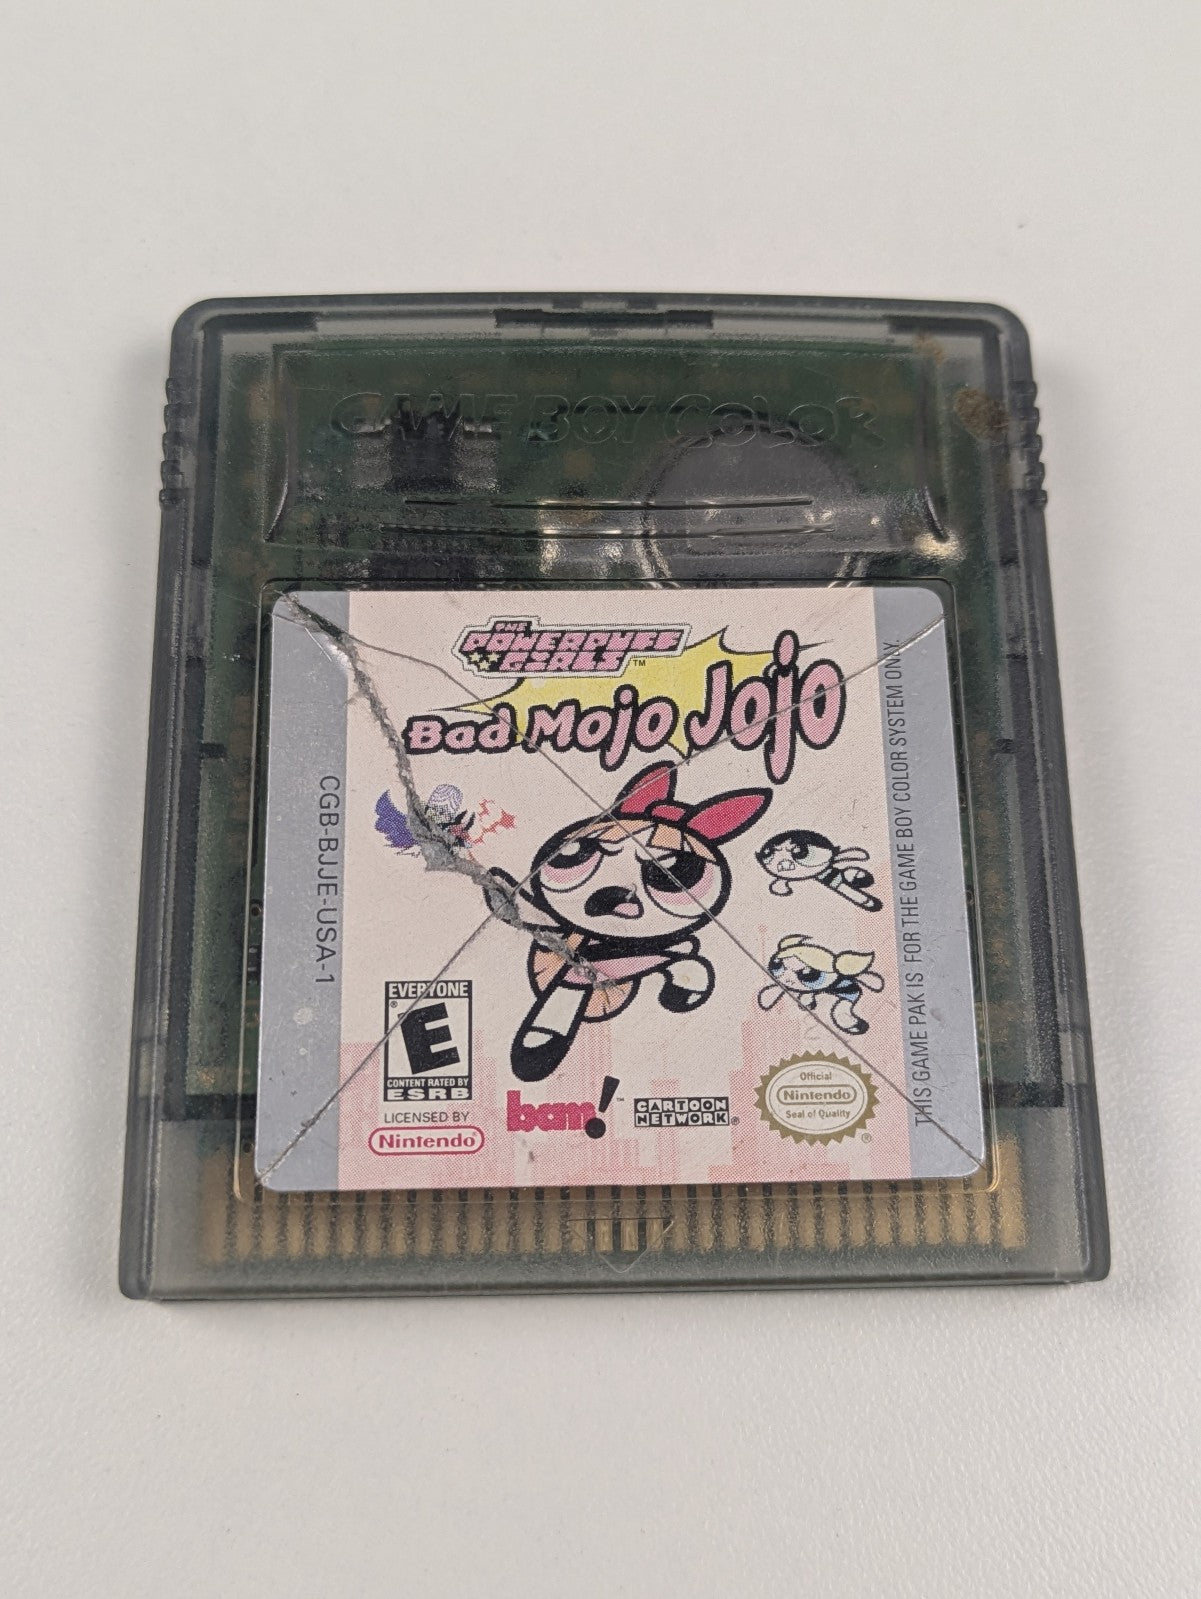 GAME BOY COLOR
THE
POWERPUFF
GIRLS™
Bad Mojo Jojo
CGB-BJJE-USA-1
THIS GAME PAK IS FOR THE GAME BOY COLOR SYSTEM ONLY.
EVERYONE
E
CONTENT RATED BY
ESRB
LICENSED BY
Nintendo®
bam!™
CARTOON
NETWORK®
Official
Nintendo
Seal of Quality
®